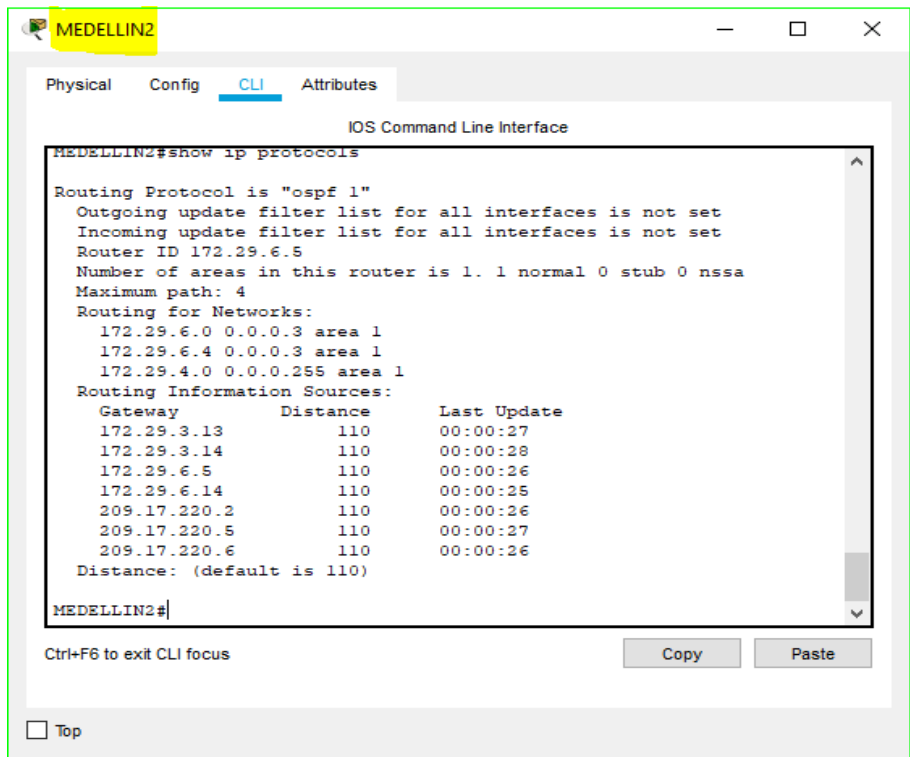 MEDELLIN2
Physical Config CLI Attributes
IOS Command Line Interface
MEDELLIN2#show ip protocols
Routing Protocol is "ospf 1"
Outgoing update filter list for all interfaces is not set
Incoming update filter list for all interfaces is not set
Router ID 172.29.6.5
Number of areas in this router is 1. 1 normal 0 stub 0 nssa
Maximum path: 4
Routing for Networks:
172.29.6.0 0.0.0.3 area 1
172.29.6.4 0.0.0.3 area 1
172.29.4.0 0.0.0.255 area 1
Routing Information Sources:
Gateway Distance Last Update
172.29.3.13 110 00:00:27
172.29.3.14 110 00:00:28
172.29.6.5 110 00:00:26
172.29.6.14 110 00:00:25
209.17.220.2 110 00:00:26
209.17.220.5 110 00:00:27
209.17.220.6 110 00:00:26
Distance: (default is 110)
MEDELLIN2#
Ctrl+F6 to exit CLI focus Copy Paste
Top